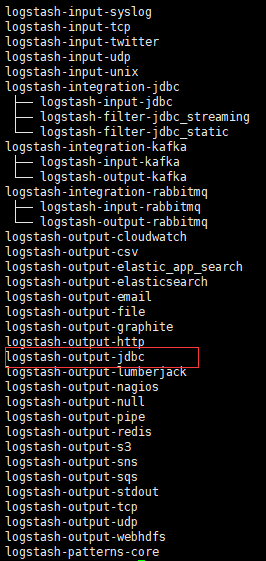 logstash-input-syslog
logstash-input-tcp
logstash-input-twitter
logstash-input-udp
logstash-input-unix
logstash-integration-jdbc
├── logstash-input-jdbc
├── logstash-filter-jdbc_streaming
└── logstash-filter-jdbc_static
logstash-integration-kafka
├── logstash-input-kafka
└── logstash-output-kafka
logstash-integration-rabbitmq
├── logstash-input-rabbitmq
└── logstash-output-rabbitmq
logstash-output-cloudwatch
logstash-output-csv
logstash-output-elastic_app_search
logstash-output-elasticsearch
logstash-output-email
logstash-output-file
logstash-output-graphite
logstash-output-http
logstash-output-jdbc
logstash-output-lumberjack
logstash-output-nagios
logstash-output-null
logstash-output-pipe
logstash-output-redis
logstash-output-s3
logstash-output-sns
logstash-output-sqs
logstash-output-stdout
logstash-output-tcp
logstash-output-udp
logstash-output-webhdfs
logstash-patterns-core